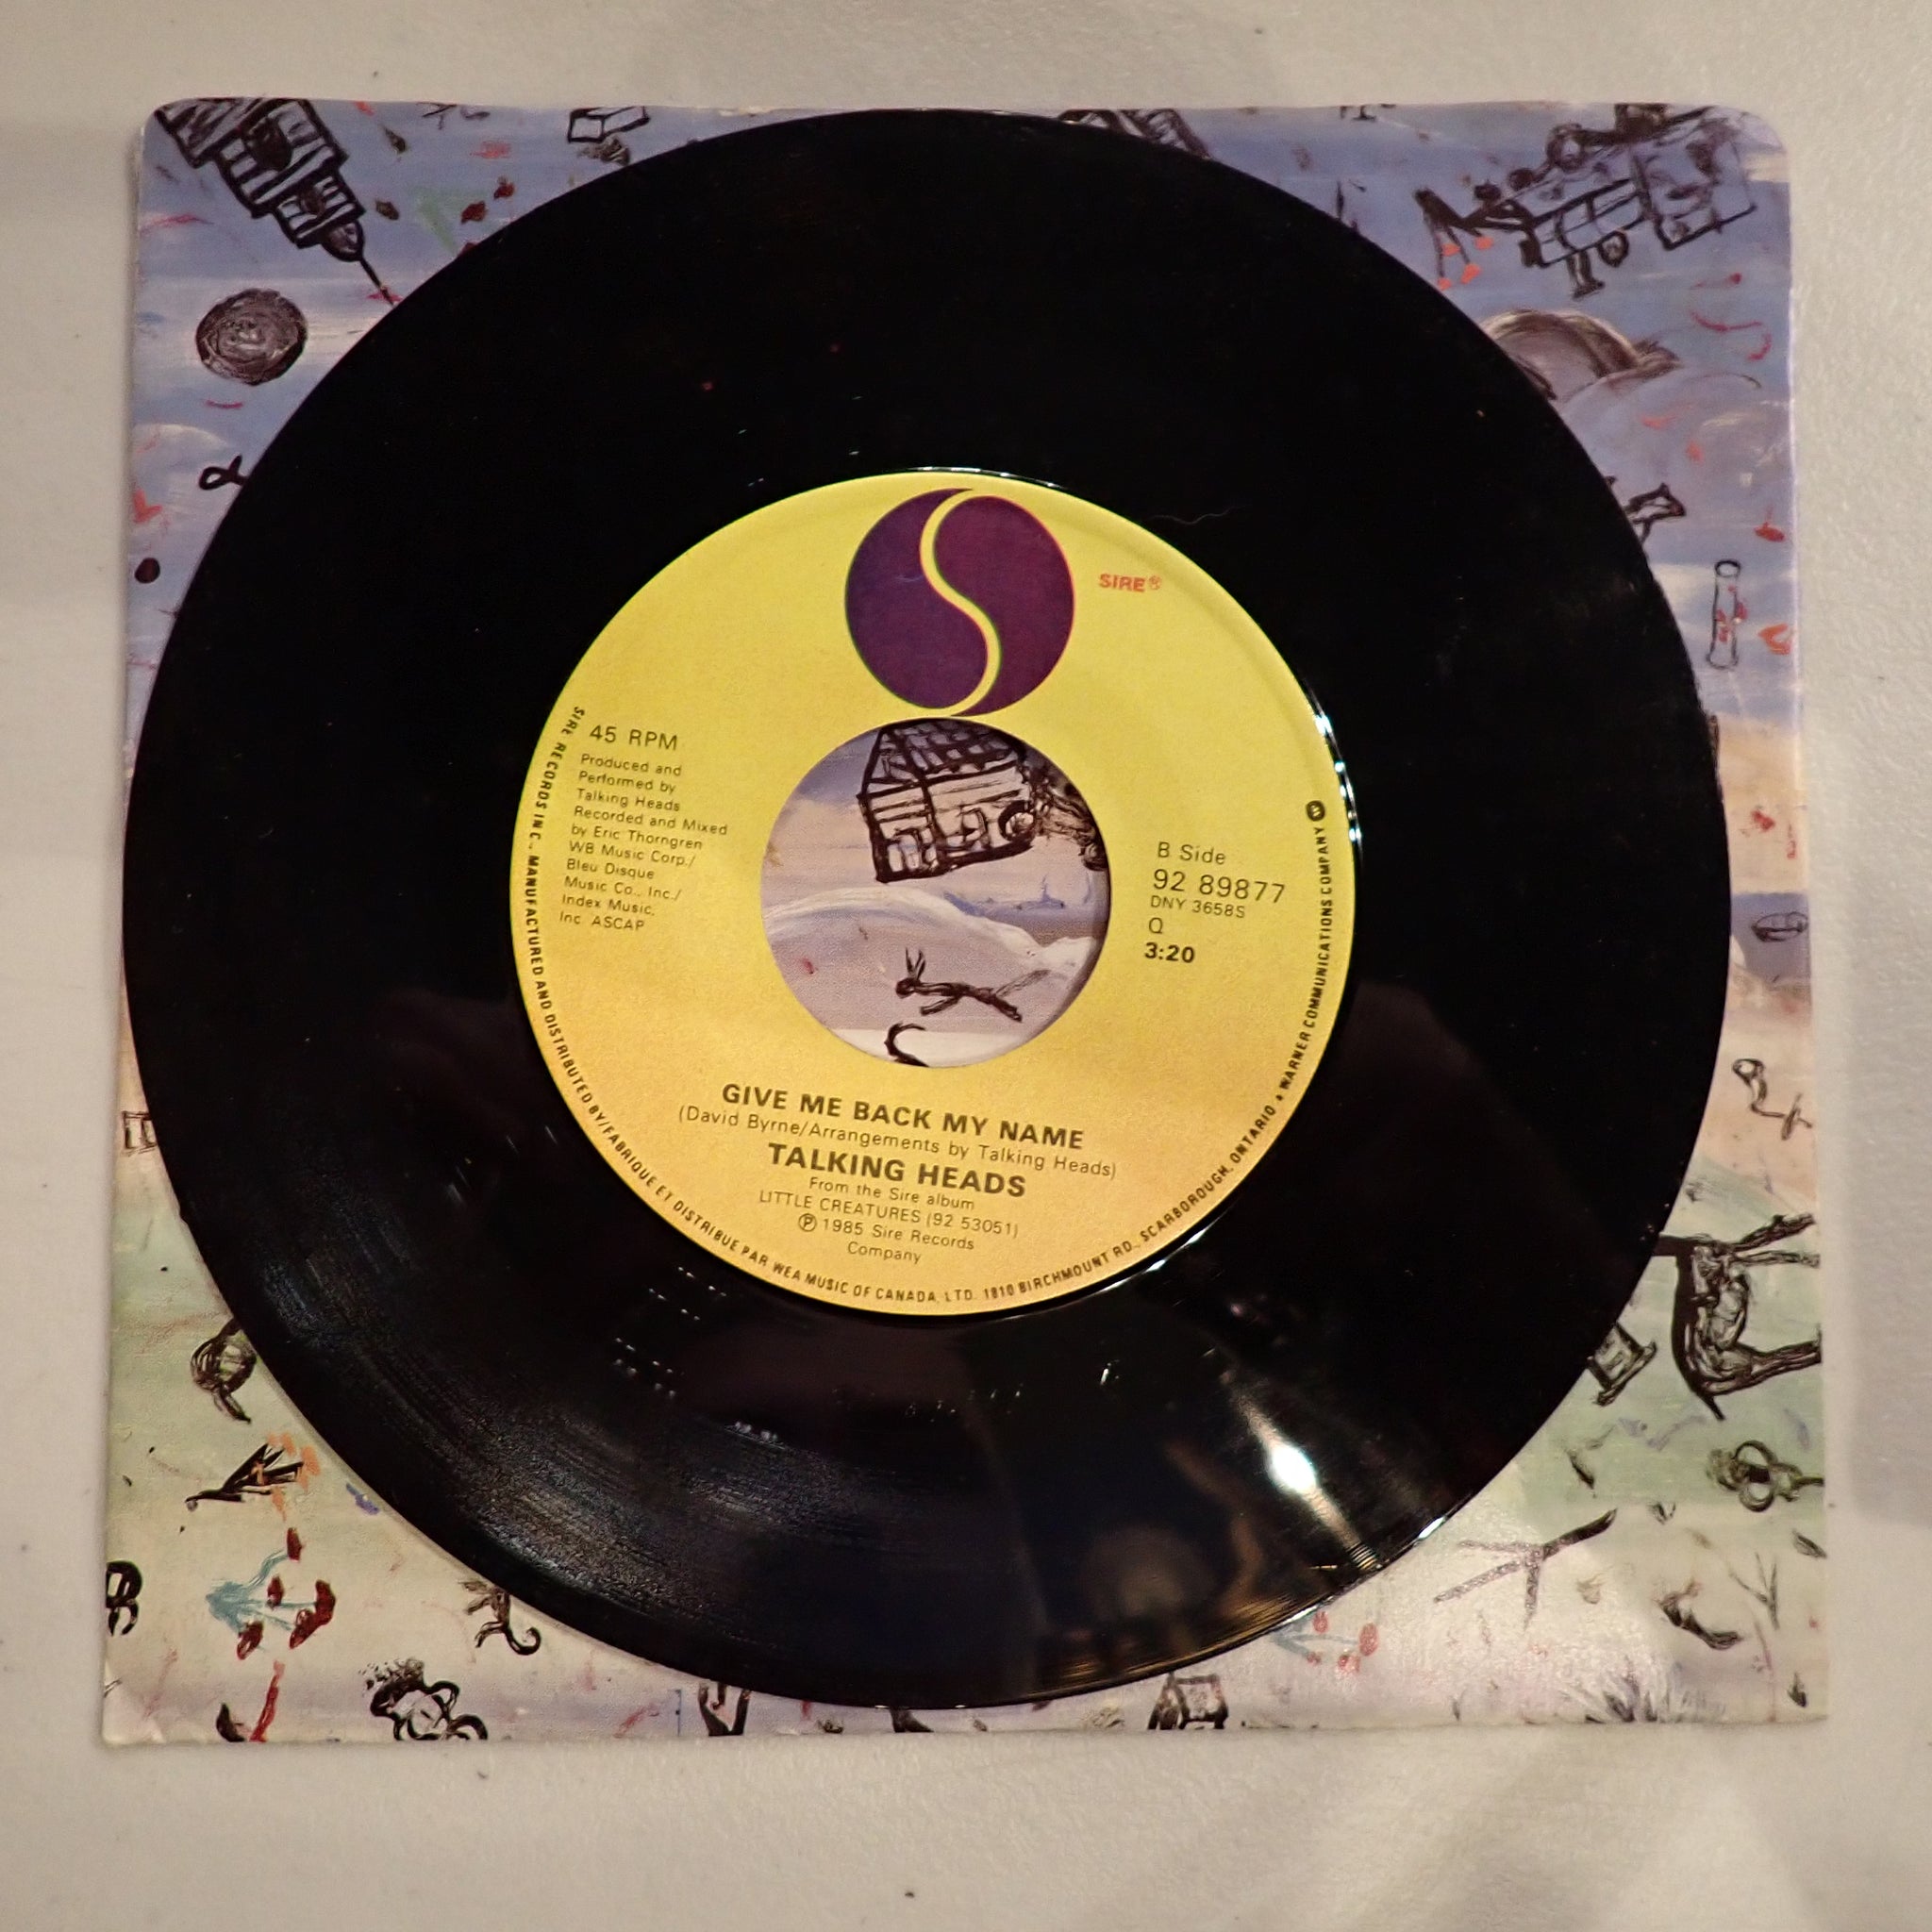 SIRE®
45 RPM
Produced and
Performed by
Talking Heads
Recorded and Mixed
by Eric Thorngren
WB Music Corp./
Bleu Disque
Music Co., Inc./
Index Music,
Inc. ASCAP
B Side
92 89877
DNY 3658S
Q
3:20
GIVE ME BACK MY NAME
(David Byrne/Arrangements by Talking Heads)
TALKING HEADS
From the Sire album
LITTLE CREATURES (92 53051)
Ⓟ 1985 Sire Records
Company
SIRE RECORDS INC., MANUFACTURED AND DISTRIBUTED BY/FABRIQUE ET DISTRIBUE PAR WEA MUSIC OF CANADA, LTD. 1810 BIRCHMOUNT RD., SCARBOROUGH, ONTARIO • WARNER COMMUNICATIONS COMPANY